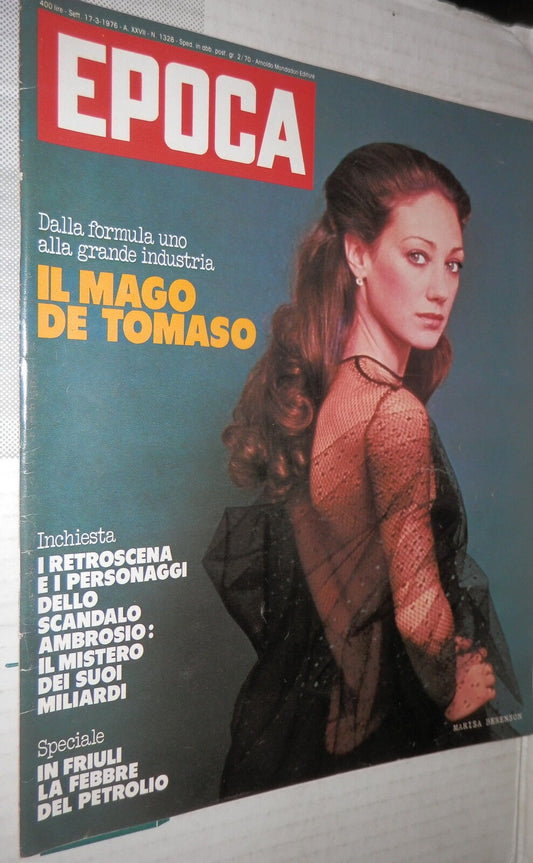 400 lire - Sett. 17-3-1976 - A. XXVII - N. 1328 - Sped. in abb. post. gr. 2/70 - Arnoldo Mondadori Editore
EPOCA
Dalla formula uno
alla grande industria
IL MAGO
DE TOMASO
Inchiesta
I RETROSCENA
E I PERSONAGGI
DELLO
SCANDALO
AMBROSIO:
IL MISTERO
DEI SUOI
MILIARDI
MARISA BERENSON
Speciale
IN FRIULI
LA FEBBRE
DEL PETROLIO